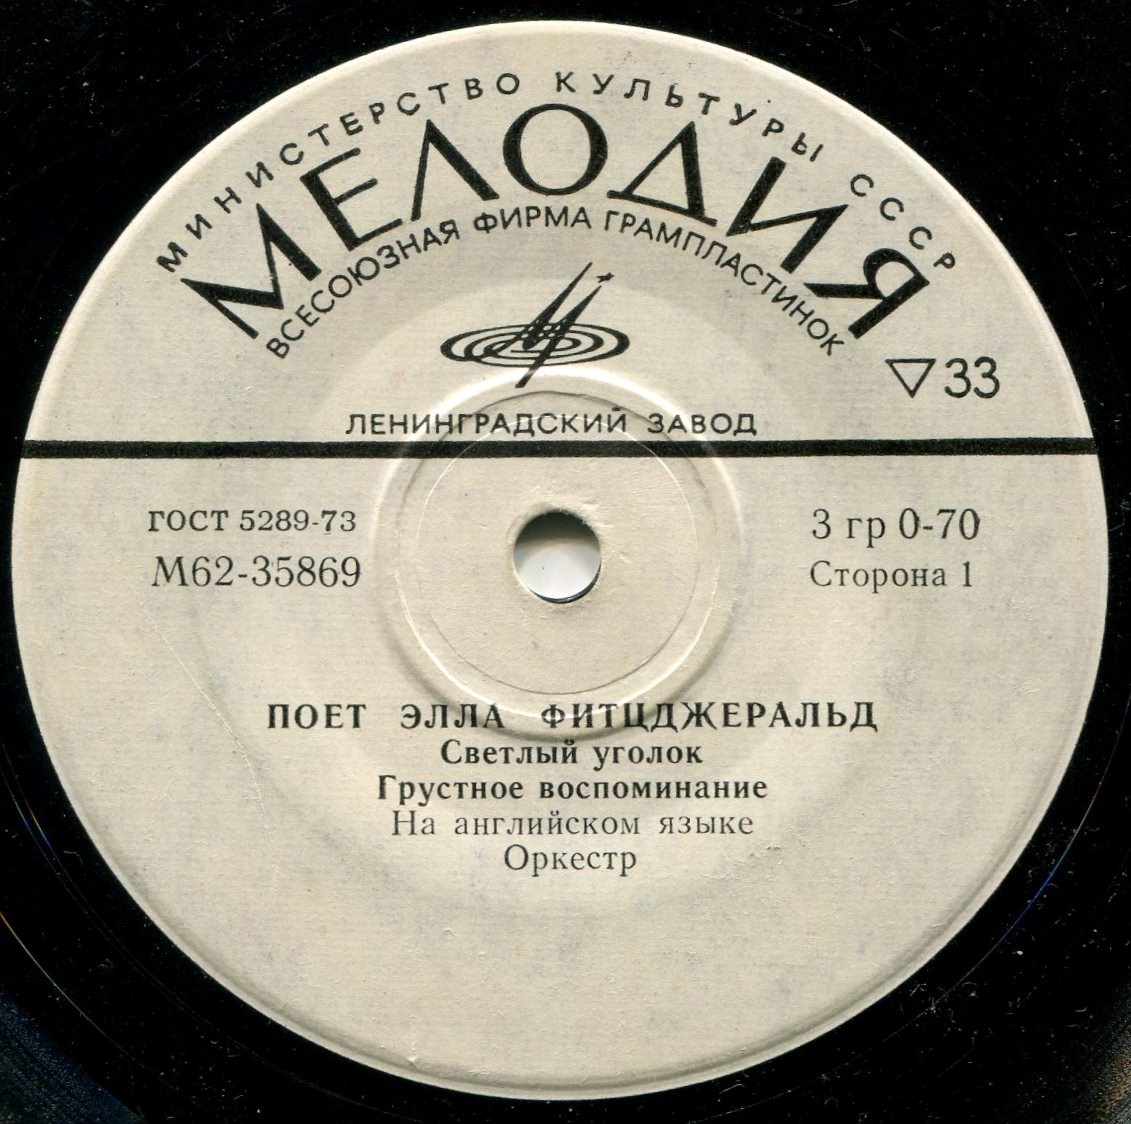 МИНИСТЕРСТВО КУЛЬТУРЫ СССР
МЕЛОДИЯ
ВСЕСОЮЗНАЯ ФИРМА ГРАМПЛАСТИНОК
▽33
ЛЕНИНГРАДСКИЙ ЗАВОД
ГОСТ 5289-73
М62-35869
3 гр 0-70
Сторона 1
ПОЕТ ЭЛЛА ФИТЦДЖЕРАЛЬД
Светлый уголок
Грустное воспоминание
На английском языке
Оркестр